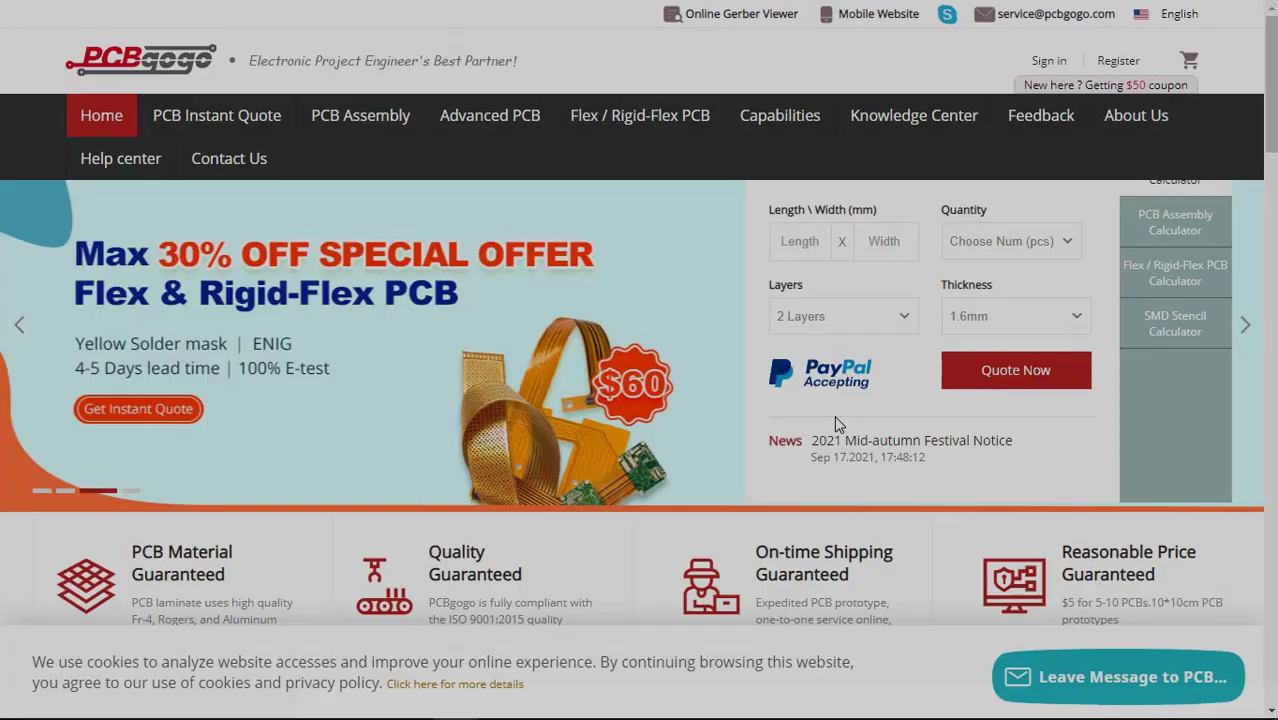 Online Gerber Viewer Mobile Website service@pcbgogo.com English
PCBgogo • Electronic Project Engineer's Best Partner!
Sign in Register
New here ? Getting $50 coupon
Home PCB Instant Quote PCB Assembly Advanced PCB Flex / Rigid-Flex PCB Capabilities Knowledge Center Feedback About Us
Help center Contact Us
Max 30% OFF SPECIAL OFFER
Flex & Rigid-Flex PCB
Yellow Solder mask | ENIG
4-5 Days lead time | 100% E-test
Get Instant Quote
$60
Length \ Width (mm) Quantity
Length X Width Choose Num (pcs)
Layers Thickness
2 Layers 1.6mm
PayPal
Accepting
Quote Now
News 2021 Mid-autumn Festival Notice
Sep 17.2021, 17:48:12
Calculator
PCB Assembly
Calculator
Flex / Rigid-Flex PCB
Calculator
SMD Stencil
Calculator
PCB Material
Guaranteed
PCB laminate uses high quality
Fr-4, Rogers, and Aluminum
Quality
Guaranteed
PCBgogo is fully compliant with
the ISO 9001:2015 quality
On-time Shipping
Guaranteed
Expedited PCB prototype,
one-to-one service online,
Reasonable Price
Guaranteed
$5 for 5-10 PCBs.10*10cm PCB
prototypes
We use cookies to analyze website accesses and improve your online experience. By continuing browsing this website,
you agree to our use of cookies and privacy policy. Click here for more details
Leave Message to PCB...